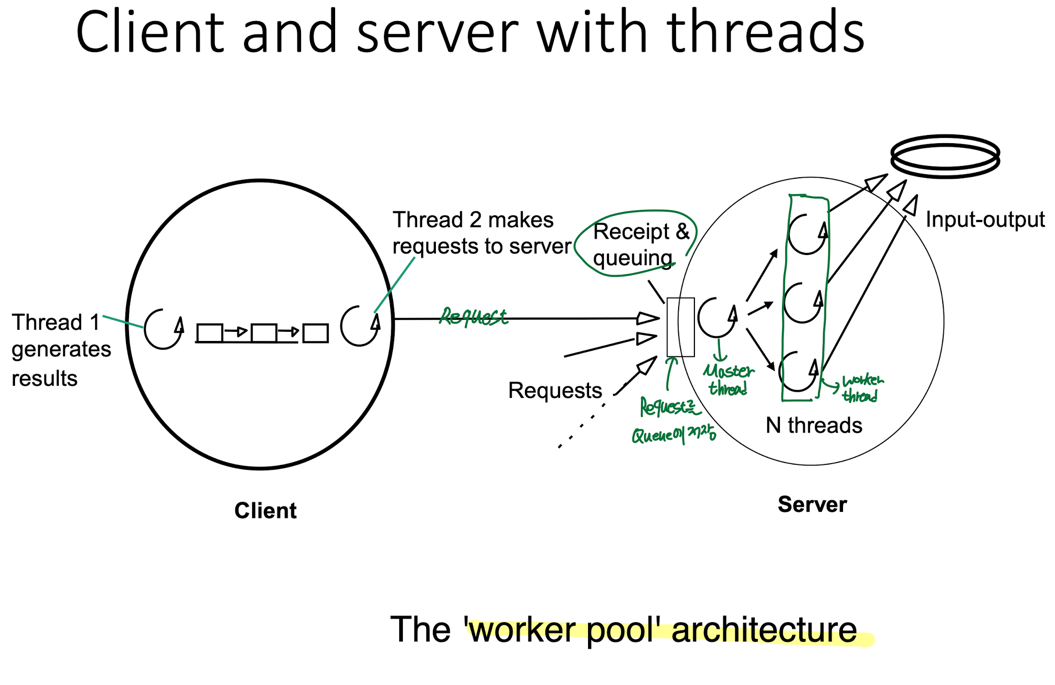 Client and server with threads
Thread 2 makes
requests to server
Receipt &
queuing
Input-output
Thread 1
generates
results
Request
Requests
Master
thread
Worker
thread
Request를
Queue에 저장
N threads
Client
Server
The 'worker pool' architecture